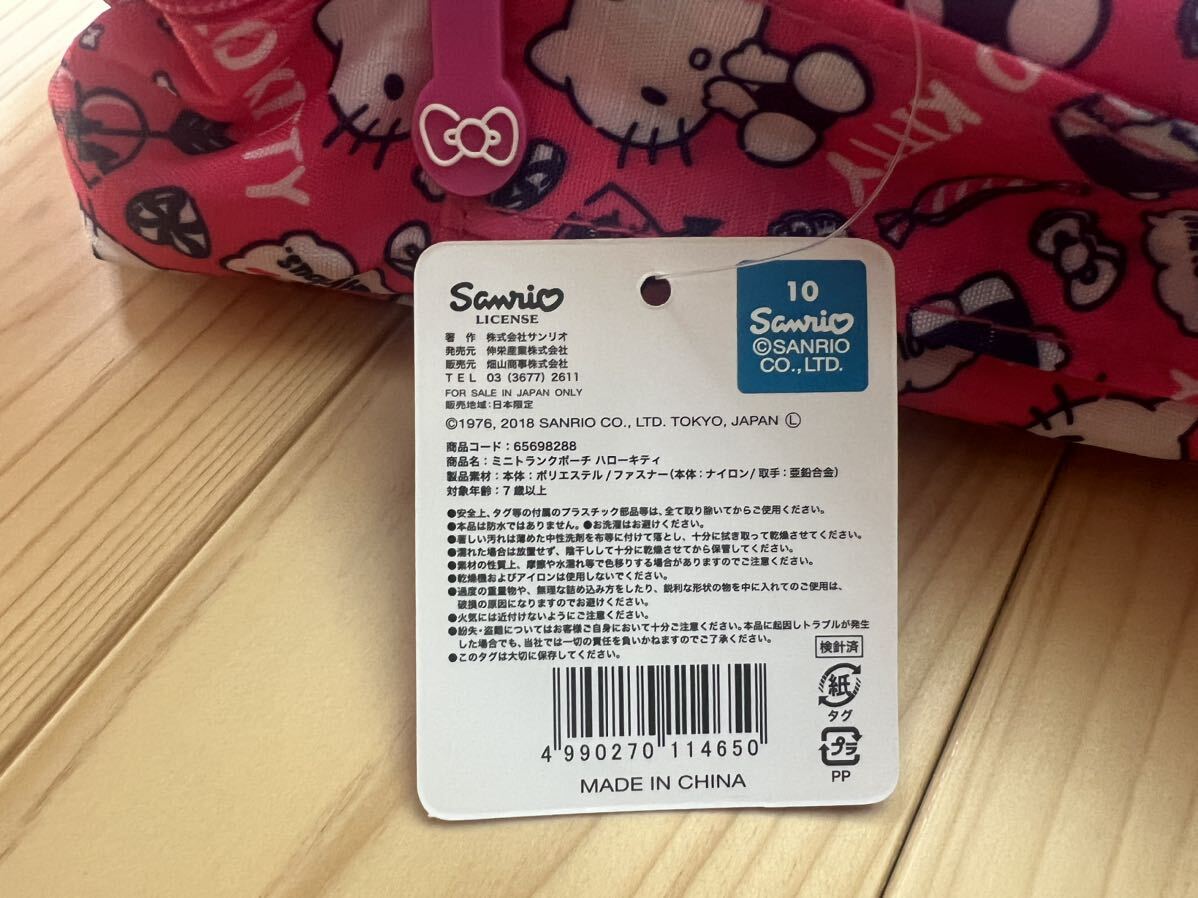 OKITTY
KITTY
Sanrio
LICENSE
10
Sanrio
©SANRIO
CO.,LTD.
著 作 株式会社サンリオ
発売元 伸栄産業株式会社
販売元 畑山商事株式会社
TEL 03 (3677) 2611
FOR SALE IN JAPAN ONLY
販売地域:日本限定
©1976, 2018 SANRIO CO., LTD. TOKYO, JAPAN Ⓛ
商品コード:65698288
商品名:ミニトランクポーチ ハローキティ
製品素材:本体:ポリエステル/ファスナー(本体:ナイロン/取手:亜鉛合金)
対象年齢:7歳以上
●安全上、タグ等の付属のプラスチック部品等は、全て取り除いてからご使用ください。
●本品は防水ではありません。●お洗濯はお避けください。
●著しい汚れは薄めた中性洗剤を布等に付けて落とし、十分に拭き取って乾燥させてください。
●濡れた場合は放置せず、陰干しして十分に乾燥させてから保管してください。
●素材の性質上、摩擦や水濡れ等で色移りする場合がありますのでご注意ください。
●乾燥機およびアイロンは使用しないでください。
●過度の重量物や、無理な詰め込み方をしたり、鋭利な形状の物を中に入れてのご使用は、
破損の原因になりますのでお避けください。
●火気には近付けないようにご注意ください。
●紛失・盗難についてはお客様ご自身において十分ご注意ください。本品に起因しトラブルが発生
した場合でも、当社では一切の責任を負いかねますのでご了承ください。
●このタグは大切に保存してください。
検針済
紙
タグ
プラ
PP
4 990270 114650
MADE IN CHINA